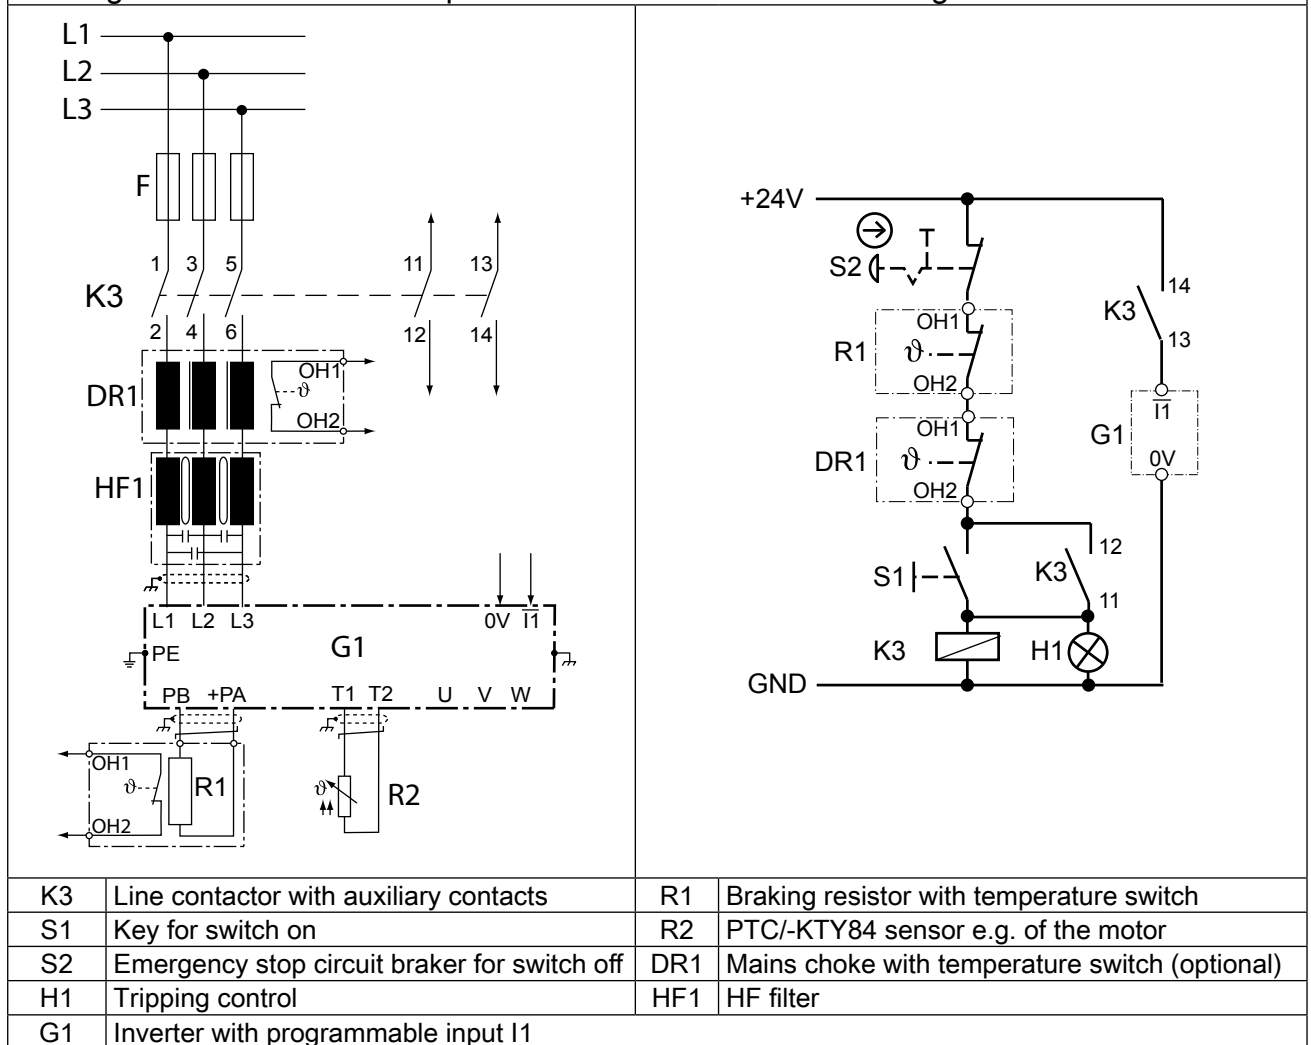 L1
L2
L3
F
1 3 5 11 13
K3
2 4 6 12 14
OH1
DR1 ϑ
OH2
HF1
L1 L2 L3 0V I1
PE G1
PB +PA T1 T2 U V W
OH1
ϑ R1 ϑ R2
OH2
+24V
S2
14
K3
13
OH1
R1 ϑ
OH2
I1
OH1 G1
DR1 ϑ 0V
OH2
12
S1 K3
11
K3 H1
GND
K3 Line contactor with auxiliary contacts R1 Braking resistor with temperature switch
S1 Key for switch on R2 PTC/-KTY84 sensor e.g. of the motor
S2 Emergency stop circuit braker for switch off DR1 Mains choke with temperature switch (optional)
H1 Tripping control HF1 HF filter
G1 Inverter with programmable input I1